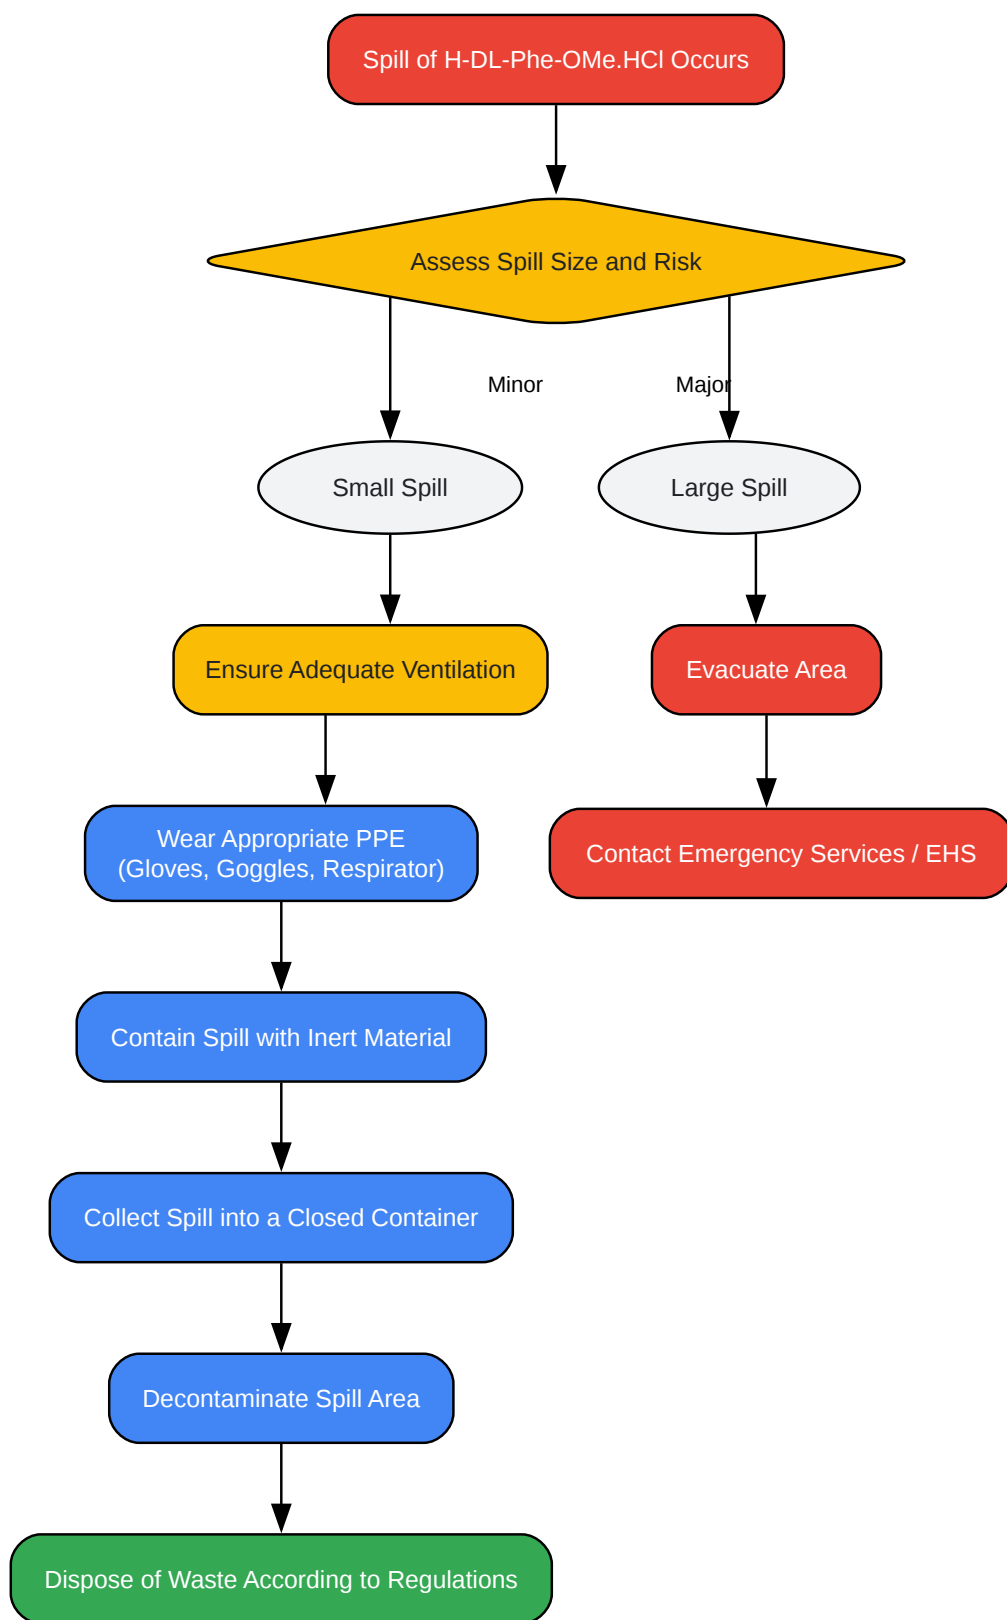 Spill of H-DL-Phe-OMe.HCl Occurs
Assess Spill Size and Risk
Minor
Major
Small Spill
Large Spill
Ensure Adequate Ventilation
Evacuate Area
Wear Appropriate PPE
(Gloves, Goggles, Respirator)
Contact Emergency Services / EHS
Contain Spill with Inert Material
Collect Spill into a Closed Container
Decontaminate Spill Area
Dispose of Waste According to Regulations